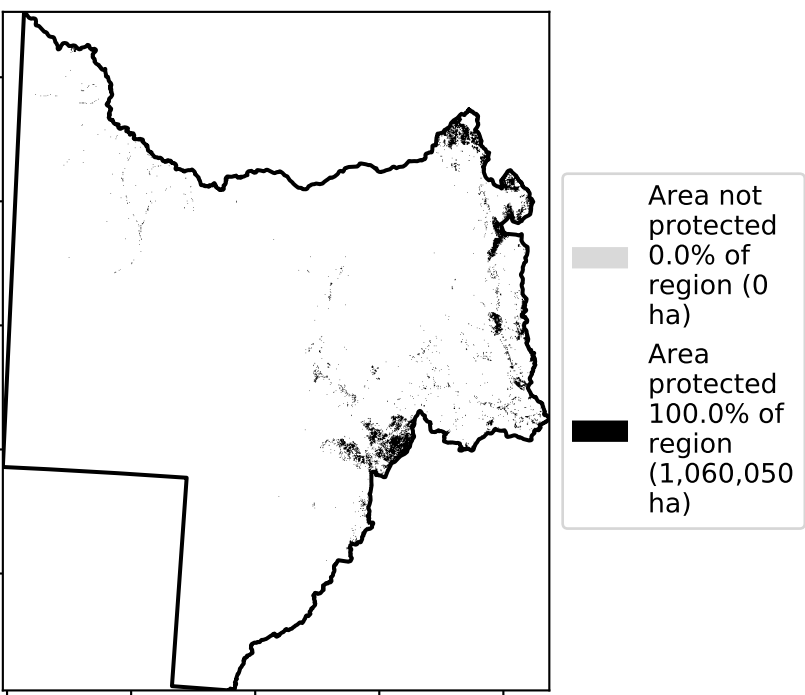 Area not
protected
0.0% of
region (0
ha)
Area
protected
100.0% of
region
(1,060,050
ha)